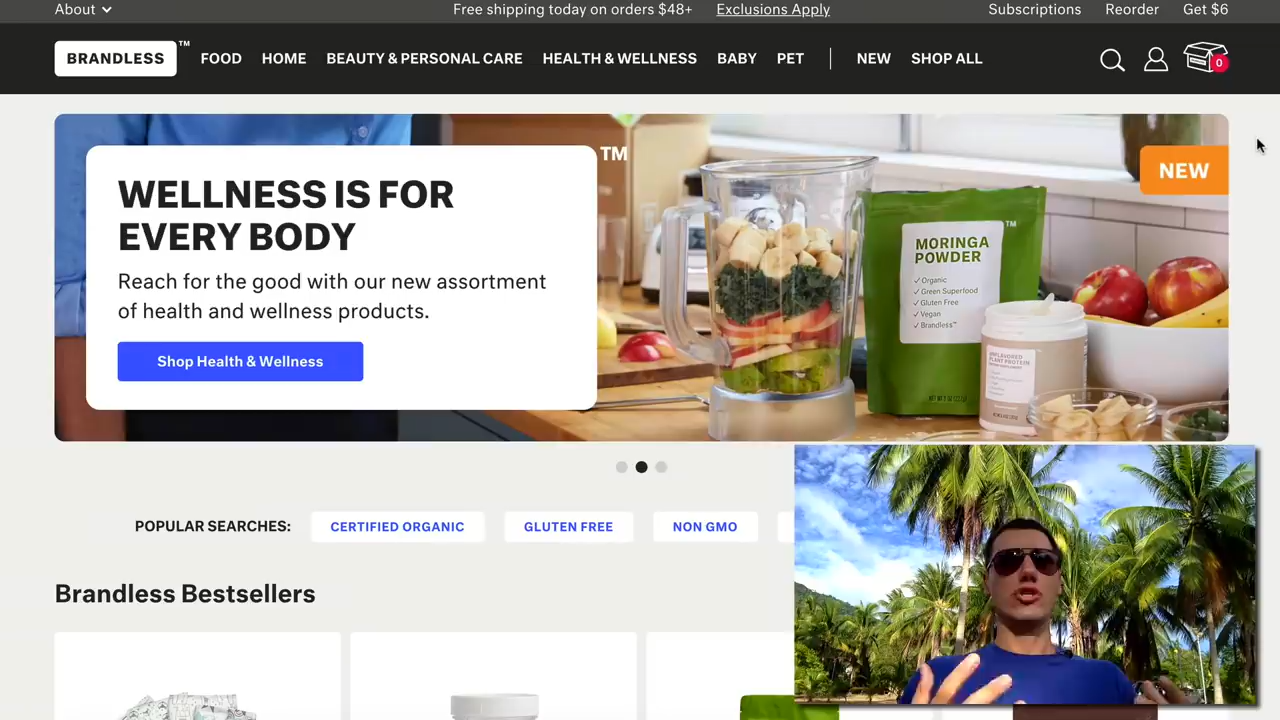 About
Free shipping today on orders $48+ Exclusions Apply
Subscriptions Reorder Get $6
BRANDLESS ™ FOOD HOME BEAUTY & PERSONAL CARE HEALTH & WELLNESS BABY PET NEW SHOP ALL 0
WELLNESS IS FOR
EVERY BODY
Reach for the good with our new assortment
of health and wellness products.
Shop Health & Wellness
TM
NEW
MORINGA TM
POWDER
✓ Organic
✓ Green Superfood
✓ Gluten Free
✓ Vegan
✓ Brandless™
UNFLAVORED
PLANT PROTEIN
POPULAR SEARCHES: CERTIFIED ORGANIC GLUTEN FREE NON GMO
Brandless Bestsellers